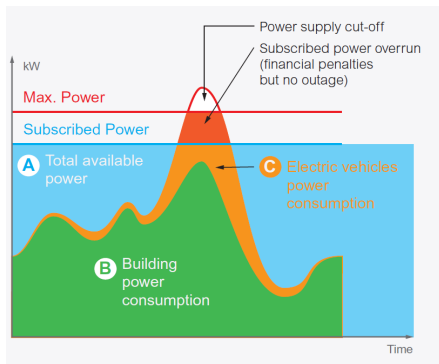 Power supply cut-off
Subscribed power overrun
(financial penalties
but no outage)
kW
Max. Power
Subscribed Power
A Total available
power
C Electric vehicles
power
consumption
B Building
power
consumption
Time